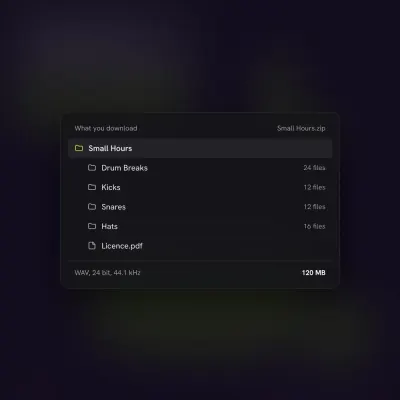 What you download Small Hours.zip
Small Hours
Drum Breaks 24 files
Kicks 12 files
Snares 12 files
Hats 16 files
Licence.pdf
WAV, 24 bit, 44.1 kHz 120 MB